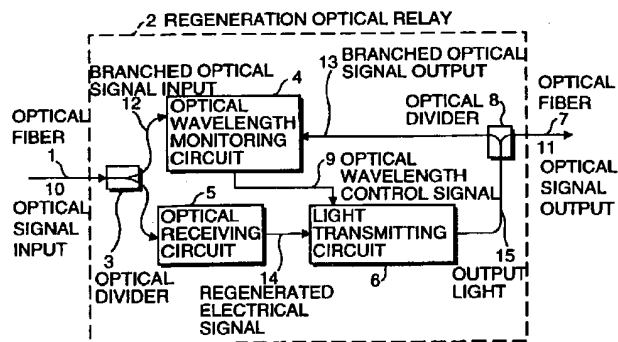 2 REGENERATION OPTICAL RELAY
BRANCHED OPTICAL
SIGNAL INPUT
4
13
BRANCHED OPTICAL
SIGNAL OUTPUT
12
OPTICAL
WAVELENGTH
MONITORING
CIRCUIT
OPTICAL
DIVIDER
8
OPTICAL
FIBER
7
11
OPTICAL
SIGNAL
OUTPUT
OPTICAL
FIBER
1
10
OPTICAL
SIGNAL
INPUT
3
OPTICAL
DIVIDER
9
OPTICAL
WAVELENGTH
CONTROL SIGNAL
5
OPTICAL
RECEIVING
CIRCUIT
14
REGENERATED
ELECTRICAL
SIGNAL
LIGHT
TRANSMITTING
CIRCUIT
6
15
OUTPUT
LIGHT